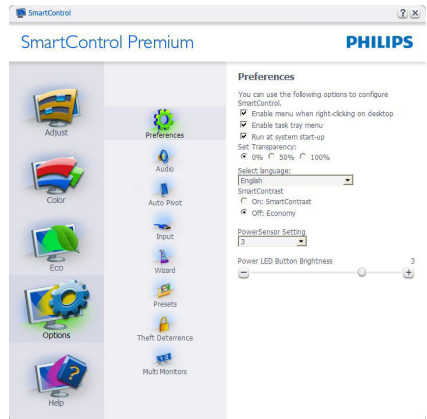 SmartControl
SmartControl Premium
PHILIPS
Adjust
Color
Eco
Options
Help
Preferences
Audio
Auto Pivot
Input
Wizard
Presets
Theft Deterrence
Multi Monitors
Preferences
You can use the following options to configure
SmartControl.
Enable menu when right-clicking on desktop
Enable task tray menu
Run at system start-up
Set Transparency:
0% 50% 100%
Select language:
English
SmartContrast
On: SmartContrast
Off: Economy
PowerSensor Setting
3
Power LED Button Brightness 3